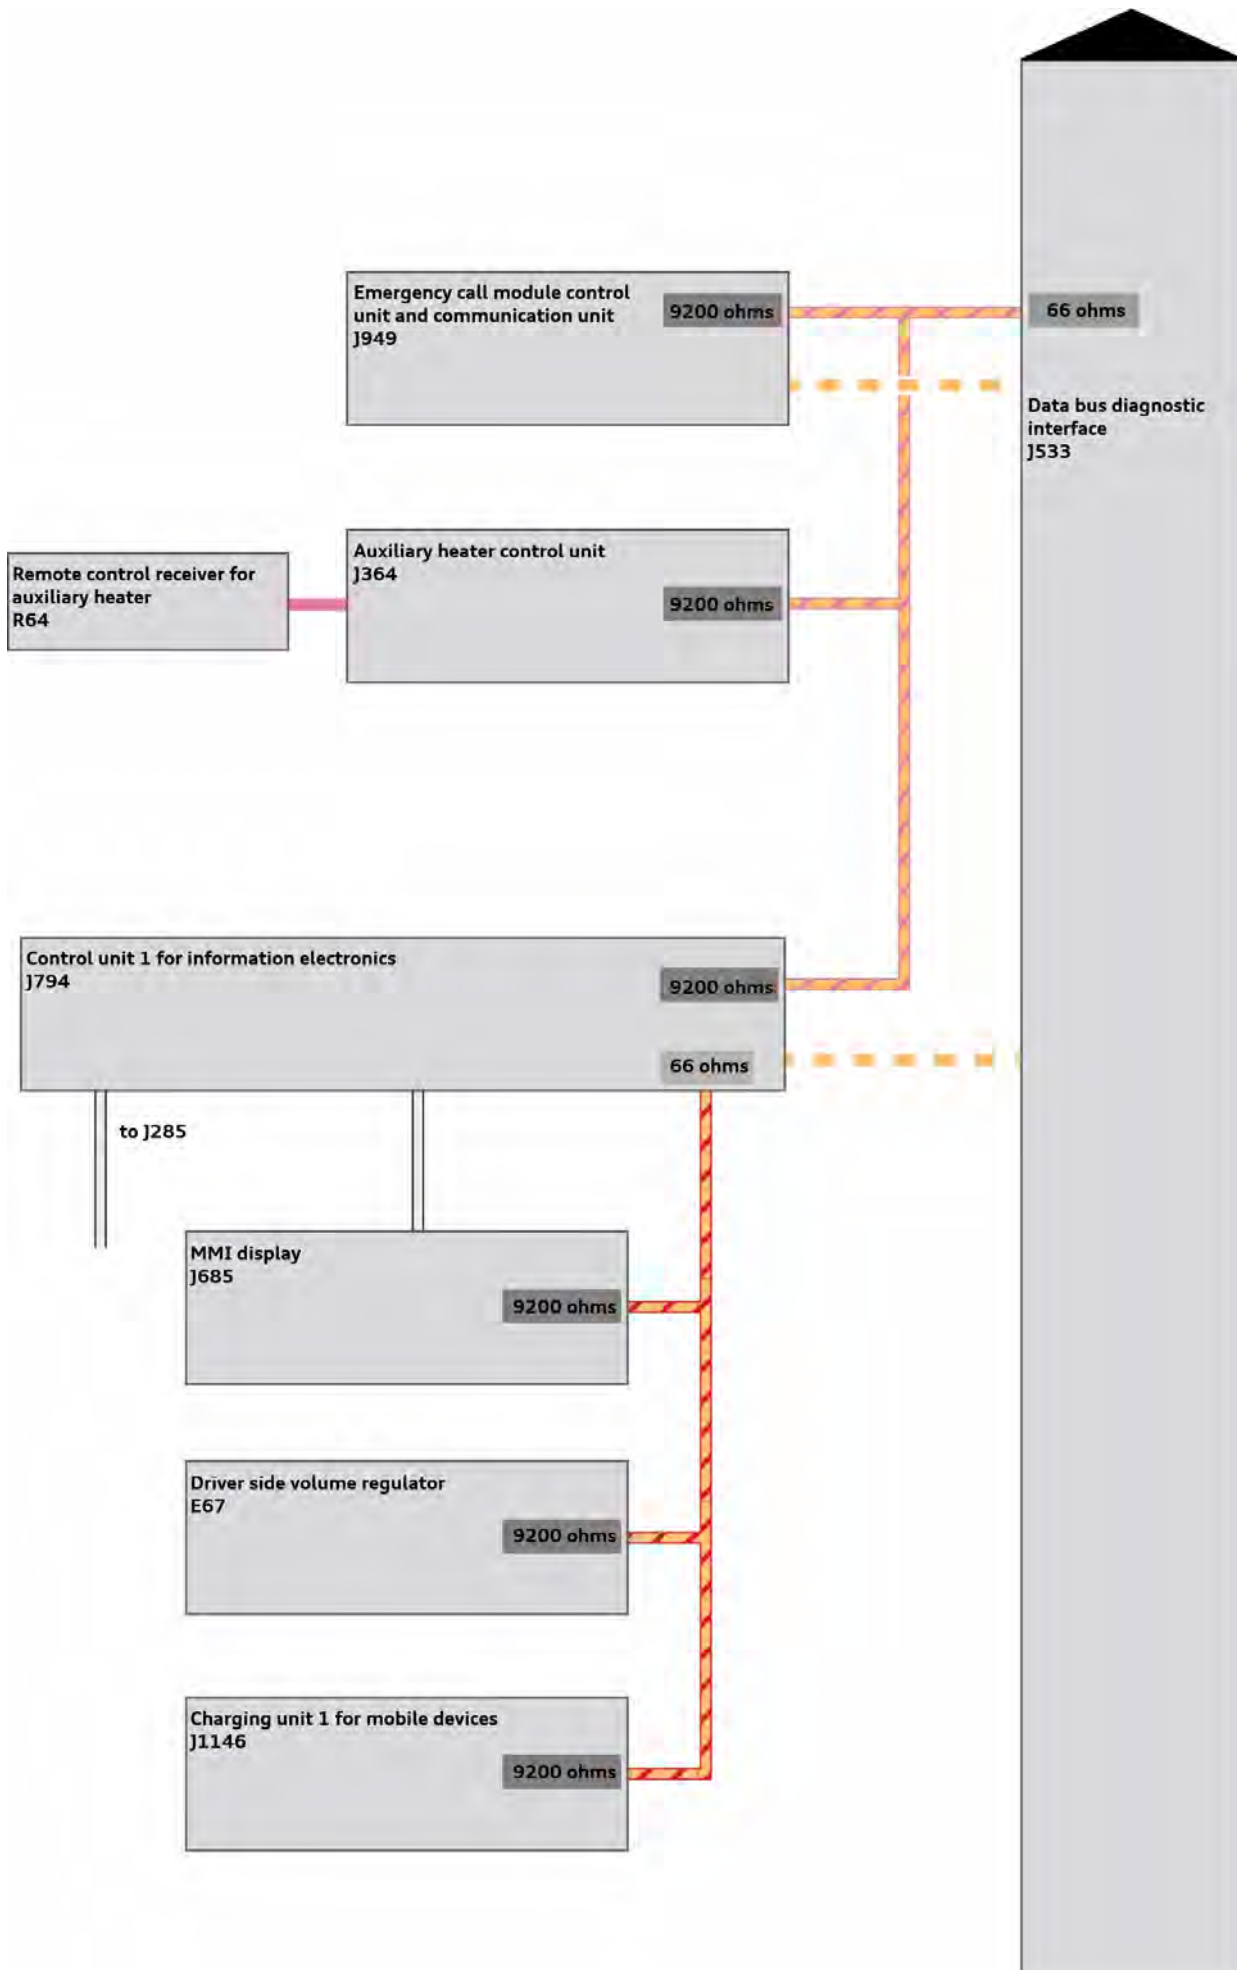 Emergency call module control
unit and communication unit
J949
9200 ohms
66 ohms
Data bus diagnostic
interface
J533
Auxiliary heater control unit
J364
9200 ohms
Remote control receiver for
auxiliary heater
R64
Control unit 1 for information electronics
J794
9200 ohms
66 ohms
to J285
MMI display
J685
9200 ohms
Driver side volume regulator
E67
9200 ohms
Charging unit 1 for mobile devices
J1146
9200 ohms